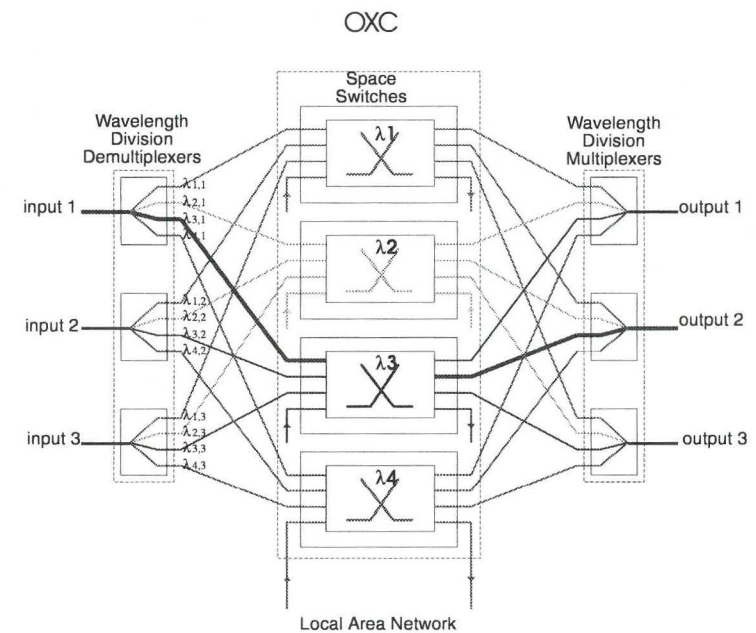 OXC
Space
Switches
Wavelength
Division
Demultiplexers
Wavelength
Division
Multiplexers
λ1
λ2
λ3
λ4
input 1
λ1,1
λ2,1
λ3,1
λ4,1
input 2
λ1,2
λ2,2
λ3,2
λ4,2
input 3
λ1,3
λ2,3
λ3,3
λ4,3
output 1
output 2
output 3
Local Area Network